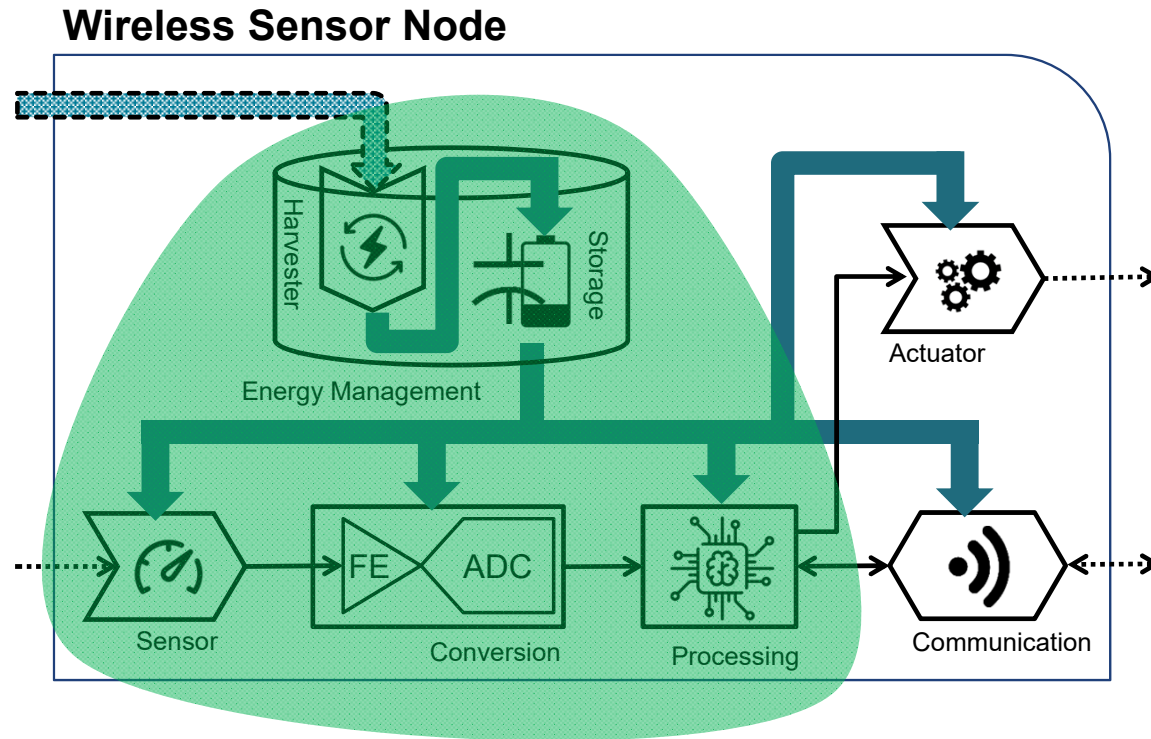 Wireless Sensor Node
Harvester
Storage
Energy Management
Actuator
FE
ADC
Sensor
Conversion
Processing
Communication